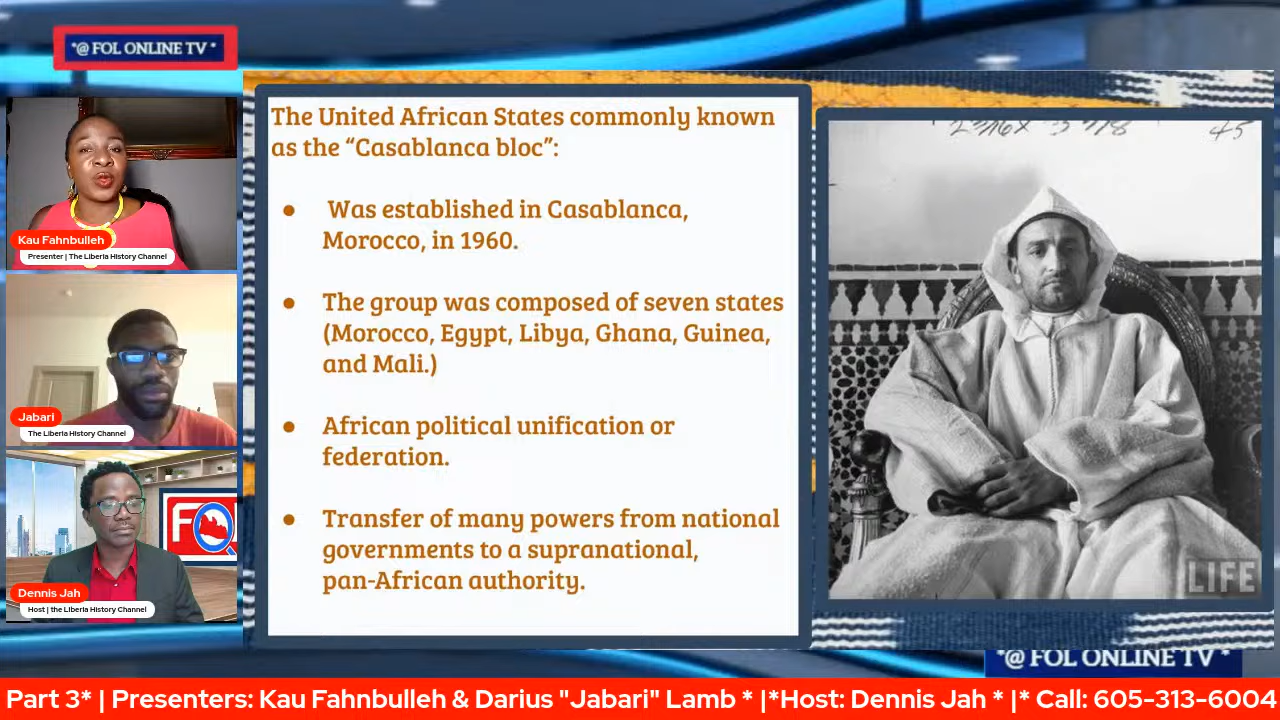 *@ FOL ONLINE TV *
Kau Fahnbulleh
Presenter | The Liberia History Channel
Jabari
The Liberia History Channel
Dennis Jah
Host | the Liberia History Channel
The United African States commonly known
as the “Casablanca bloc”:
● Was established in Casablanca,
Morocco, in 1960.
● The group was composed of seven states
(Morocco, Egypt, Libya, Ghana, Guinea,
and Mali.)
● African political unification or
federation.
● Transfer of many powers from national
governments to a supranational,
pan-African authority.
45
LIFE
*@ FOL ONLINE TV *
Part 3* | Presenters: Kau Fahnbulleh & Darius "Jabari" Lamb * |*Host: Dennis Jah * |* Call: 605-313-6004